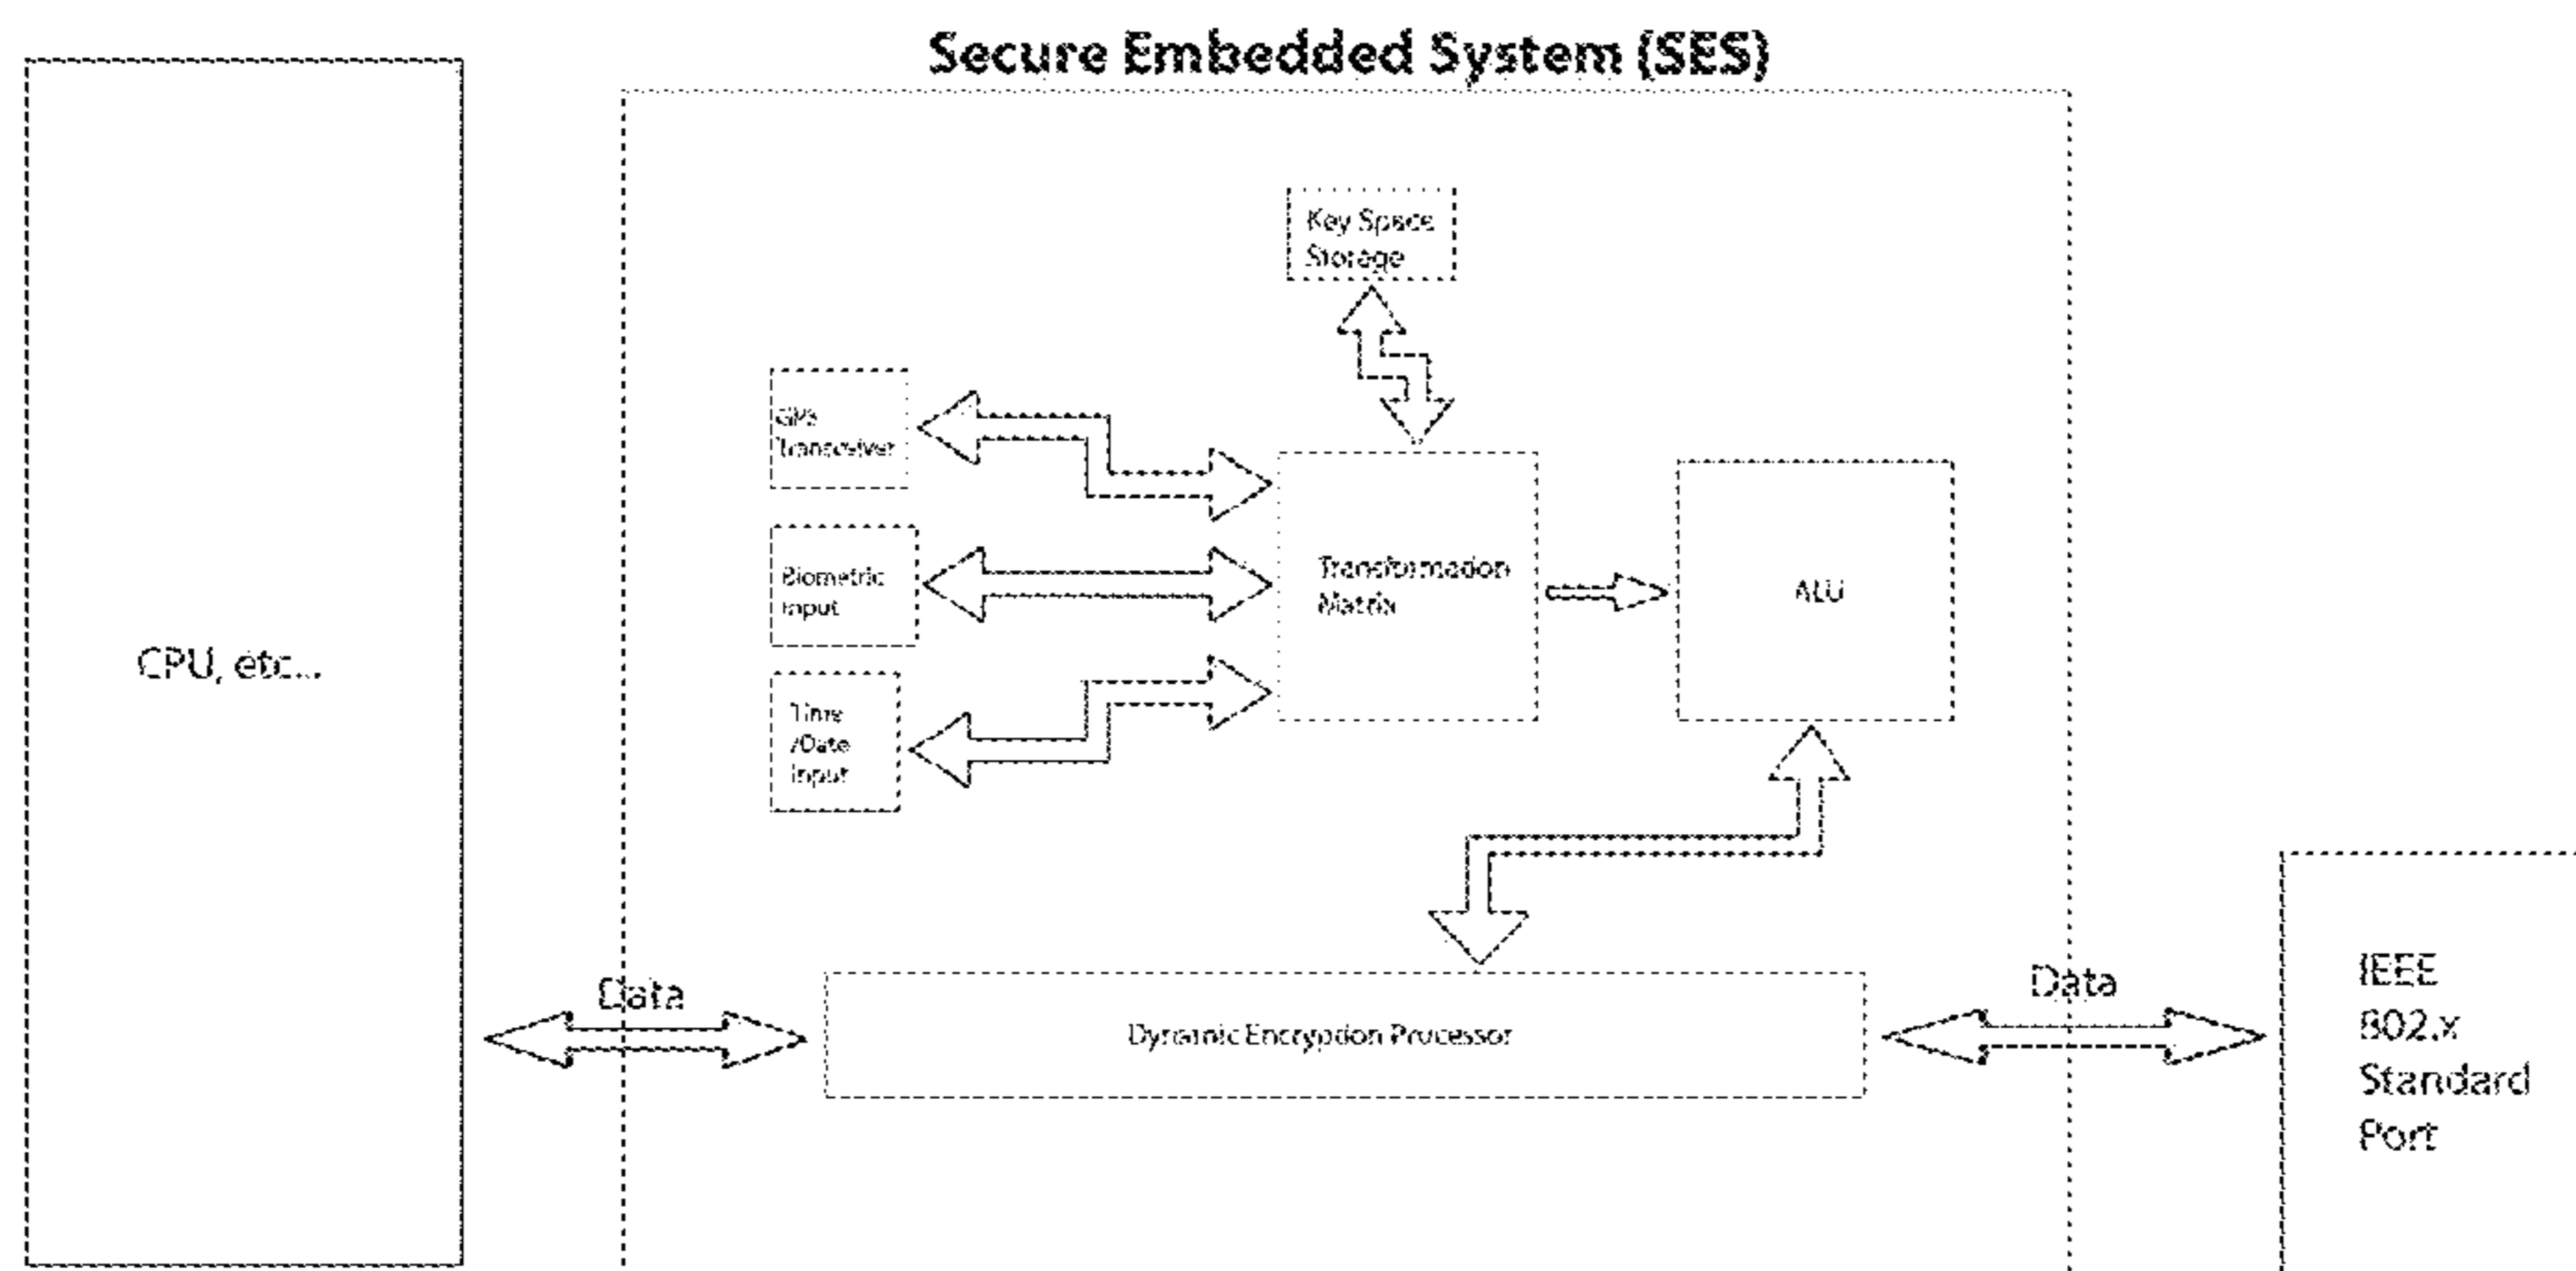 Secure Embedded System (SES)
Key Space
Storage
GPS
Transceiver
Biometric
Input
Time
/Date
Input
Transformation
Matrix
ALU
CPU, etc...
Data
Dynamic Encryption Processor
Data
IEEE
802.x
Standard
Port